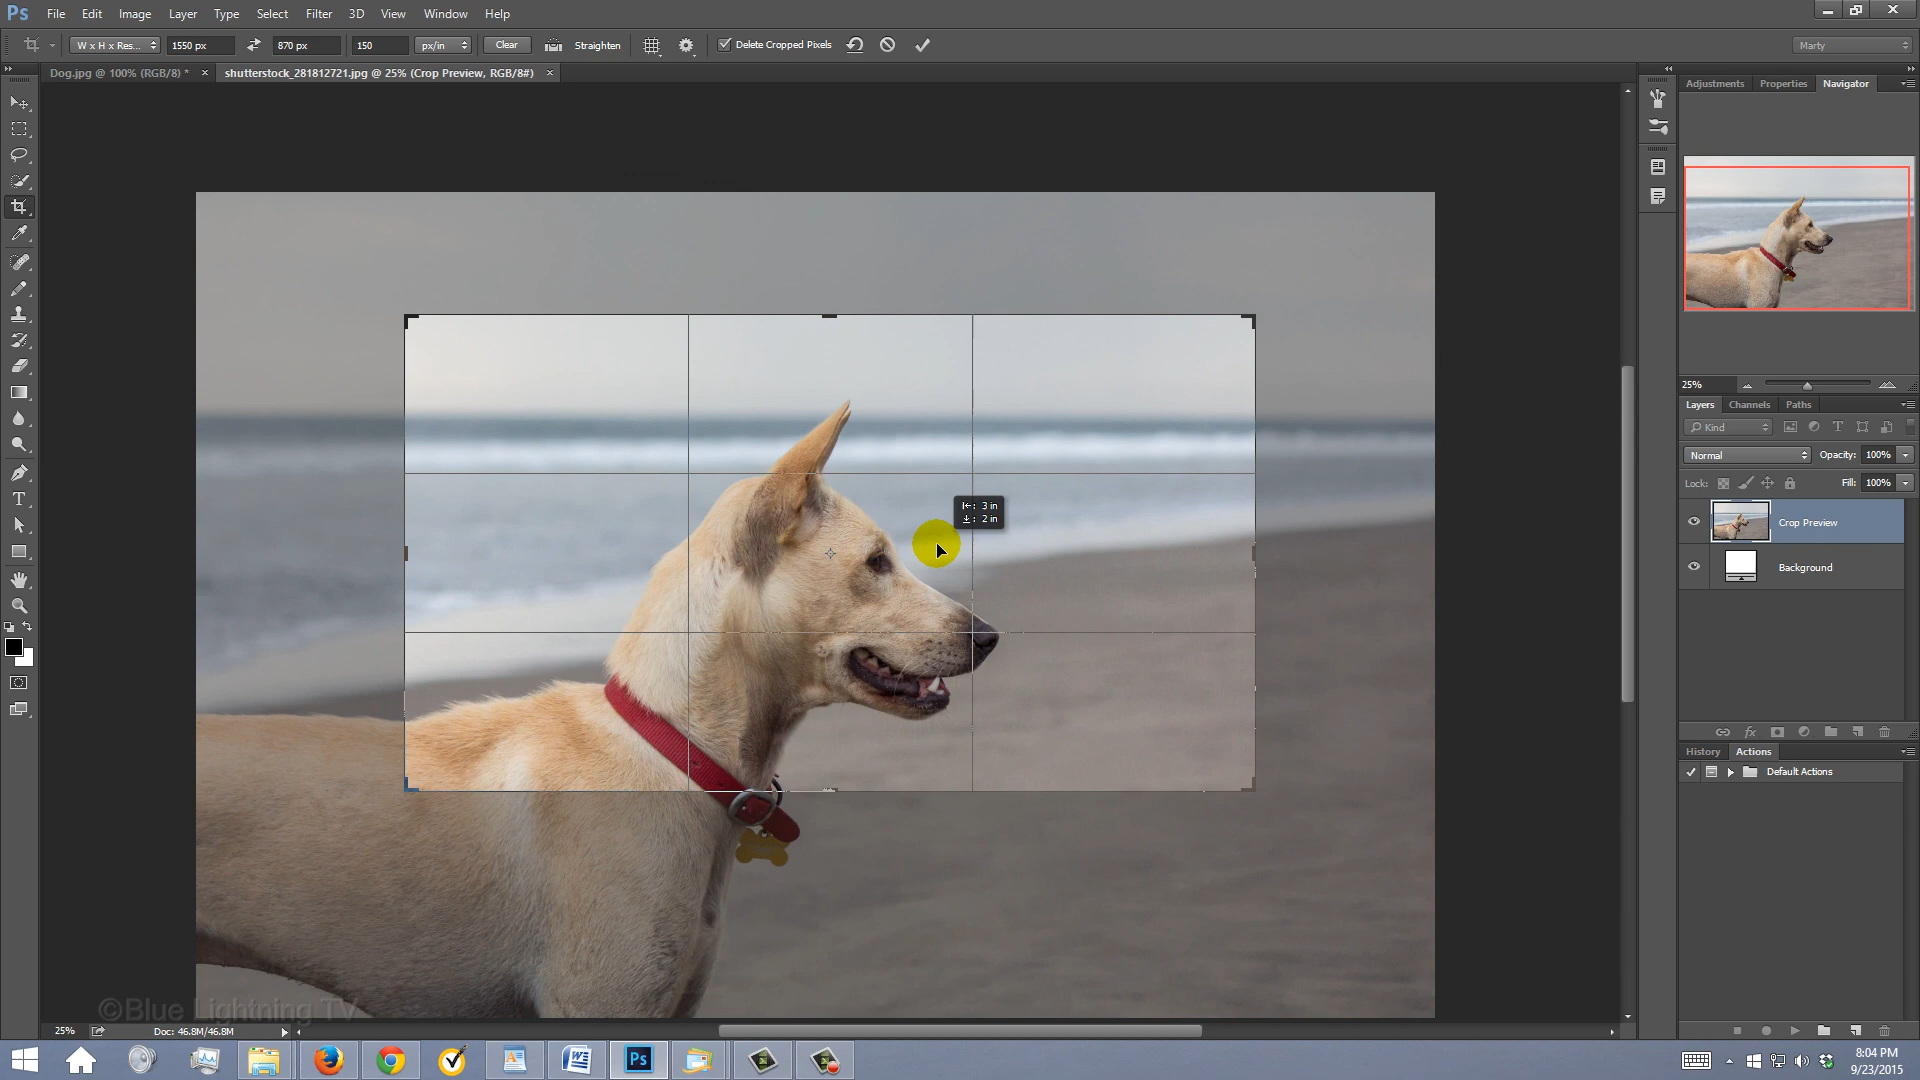 Ps File Edit Image Layer Type Select Filter 3D View Window Help
W x H x Res... 1550 px 870 px 150 px/in Clear Straighten Delete Cropped Pixels Marty
Dog.jpg @ 100% (RGB/8) * × shutterstock_281812721.jpg @ 25% (Crop Preview, RGB/8#) ×
Adjustments Properties Navigator
25%
Layers Channels Paths
Kind
Normal Opacity: 100%
Lock: Fill: 100%
Crop Preview
Background
History Actions
Default Actions
: 3 in
: 2 in
©Blue Lightning TV
25% Doc: 46.8M/46.8M
Ps
8:04 PM
9/23/2015